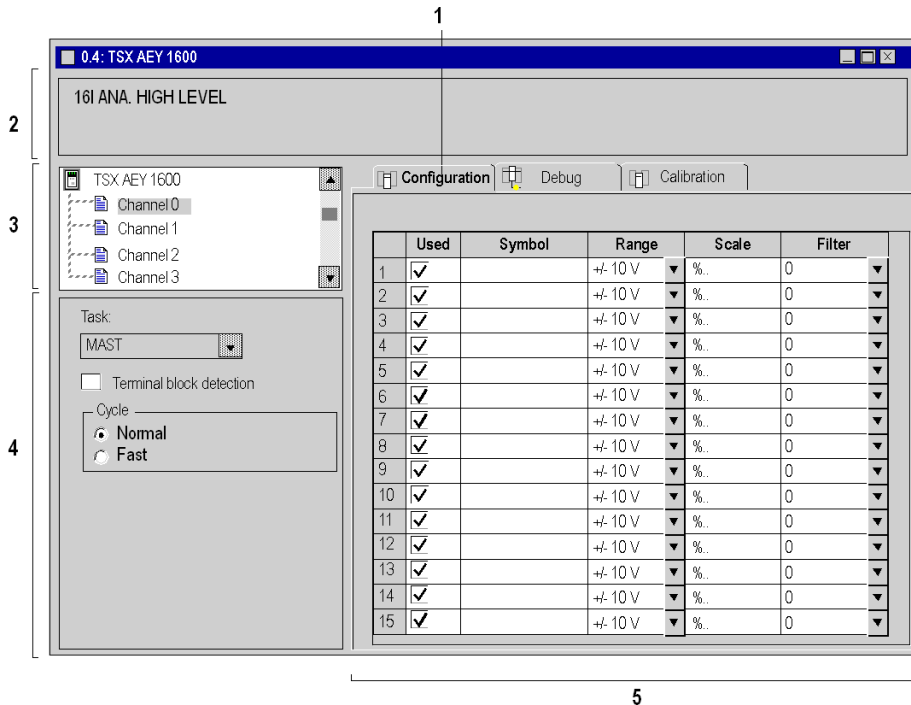 1
0.4: TSX AEY 1600
2
16I ANA. HIGH LEVEL
3
TSX AEY 1600
Channel 0
Channel 1
Channel 2
Channel 3
Configuration Debug Calibration
4
Task:
MAST
Terminal block detection
Cycle
Normal
Fast
Used Symbol Range Scale Filter
1 +/- 10 V %.. 0
2 +/- 10 V %.. 0
3 +/- 10 V %.. 0
4 +/- 10 V %.. 0
5 +/- 10 V %.. 0
6 +/- 10 V %.. 0
7 +/- 10 V %.. 0
8 +/- 10 V %.. 0
9 +/- 10 V %.. 0
10 +/- 10 V %.. 0
11 +/- 10 V %.. 0
12 +/- 10 V %.. 0
13 +/- 10 V %.. 0
14 +/- 10 V %.. 0
15 +/- 10 V %.. 0
5